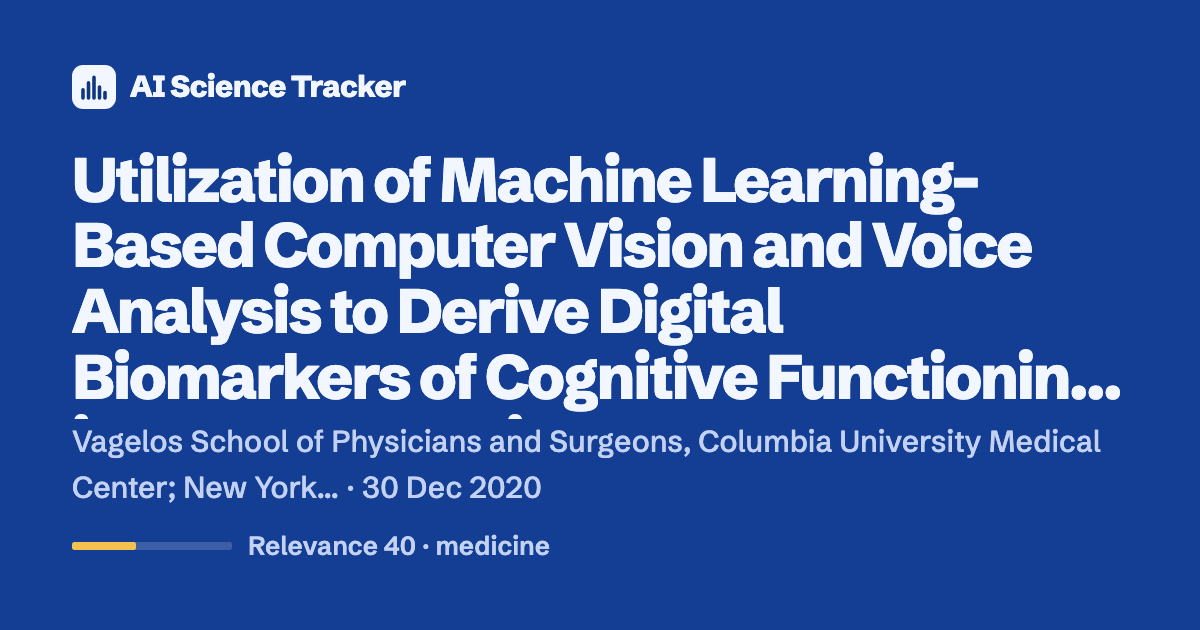 AI Science Tracker
Utilization of Machine Learning-
Based Computer Vision and Voice
Analysis to Derive Digital
Biomarkers of Cognitive Functionin...
Vagelos School of Physicians and Surgeons, Columbia University Medical
Center; New York... · 30 Dec 2020
Relevance 40 · medicine